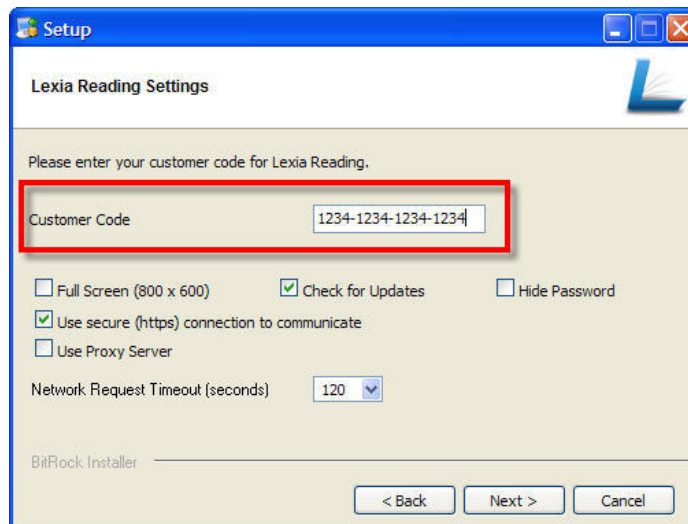 Setup
Lexia Reading Settings
Please enter your customer code for Lexia Reading.
Customer Code 1234-1234-1234-1234
Full Screen (800 x 600) Check for Updates Hide Password
Use secure (https) connection to communicate
Use Proxy Server
Network Request Timeout (seconds) 120
BitRock Installer
< Back Next > Cancel